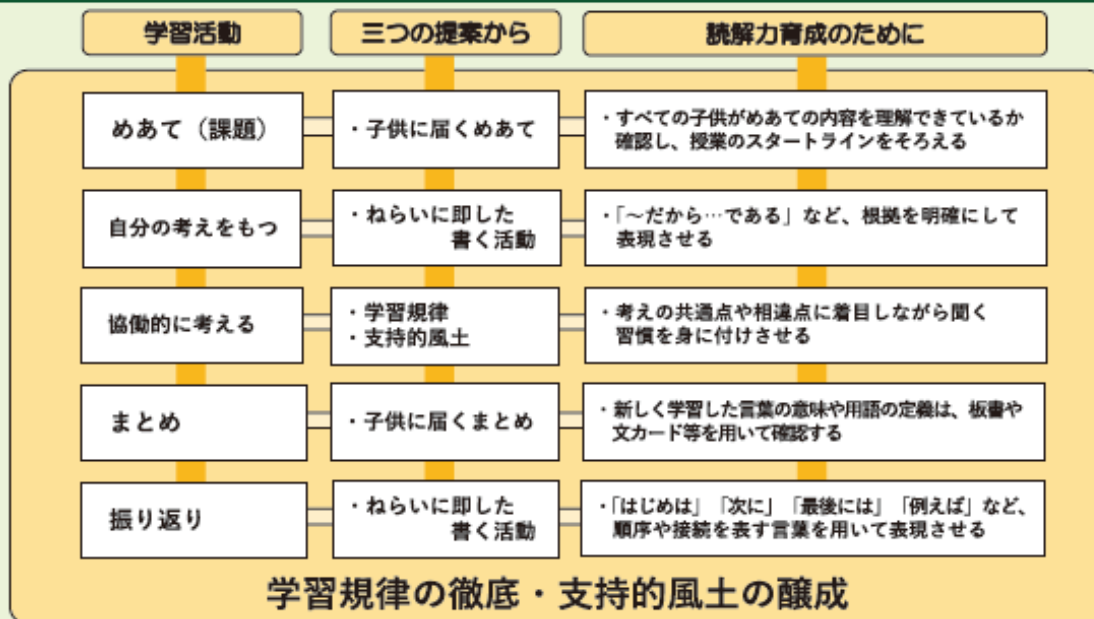 学習活動
三つの提案から
読解力育成のために
めあて（課題）
・子供に届くめあて
・すべての子供がめあての内容を理解できているか
確認し、授業のスタートラインをそろえる
自分の考えをもつ
・ねらいに即した
書く活動
・「～だから…である」など、根拠を明確にして
表現させる
協働的に考える
・学習規律
・支持的風土
・考えの共通点や相違点に着目しながら聞く
習慣を身に付けさせる
まとめ
・子供に届くまとめ
・新しく学習した言葉の意味や用語の定義は、板書や
文カード等を用いて確認する
振り返り
・ねらいに即した
書く活動
・「はじめは」「次に」「最後には」「例えば」など、
順序や接続を表す言葉を用いて表現させる
学習規律の徹底・支持的風土の醸成